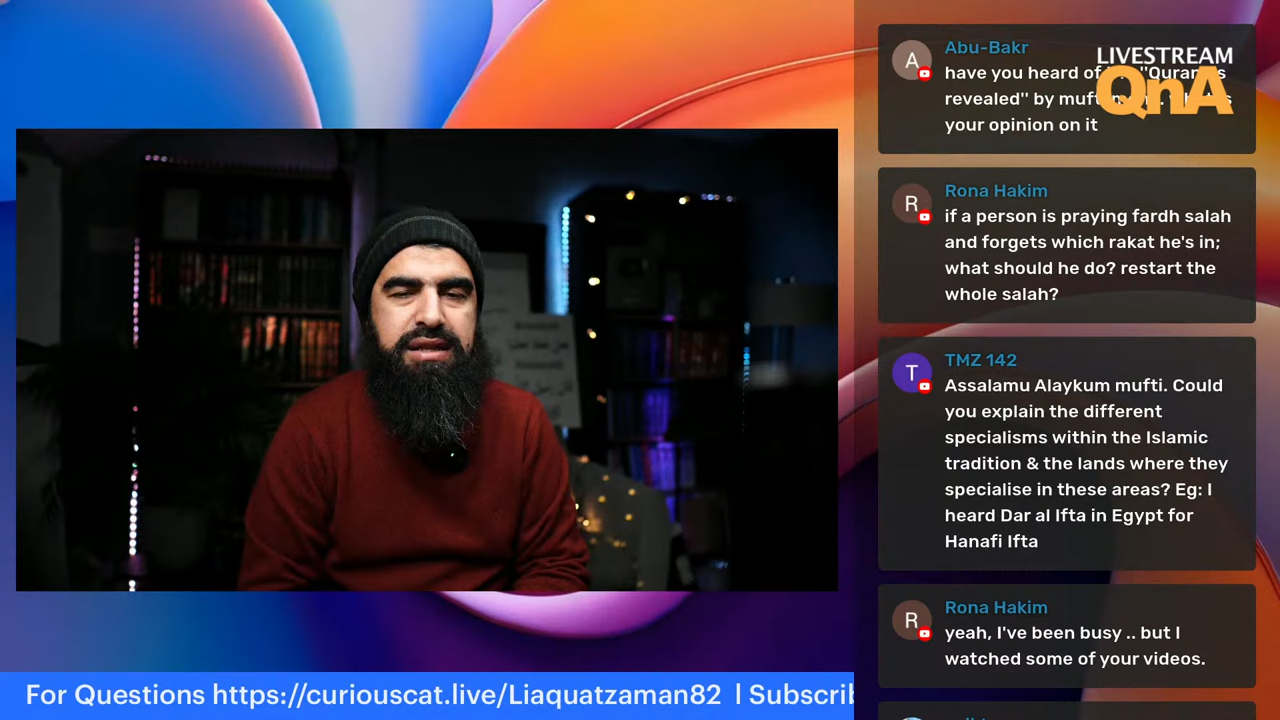 LIVESTREAM
QnA
Abu-Bakr
have you heard of "Quran
revealed" by
your opinion on it
A
Rona Hakim
if a person is praying fardh salah
and forgets which rakat he's in;
what should he do? restart the
whole salah?
R
TMZ 142
Assalamu Alaykum mufti. Could
you explain the different
specialisms within the Islamic
tradition & the lands where they
specialise in these areas? Eg: I
heard Dar al Ifta in Egypt for
Hanafi Ifta
T
Rona Hakim
yeah, I've been busy .. but I
watched some of your videos.
R
For Questions https://curiouscat.live/Liaquatzaman82 l Subscrib